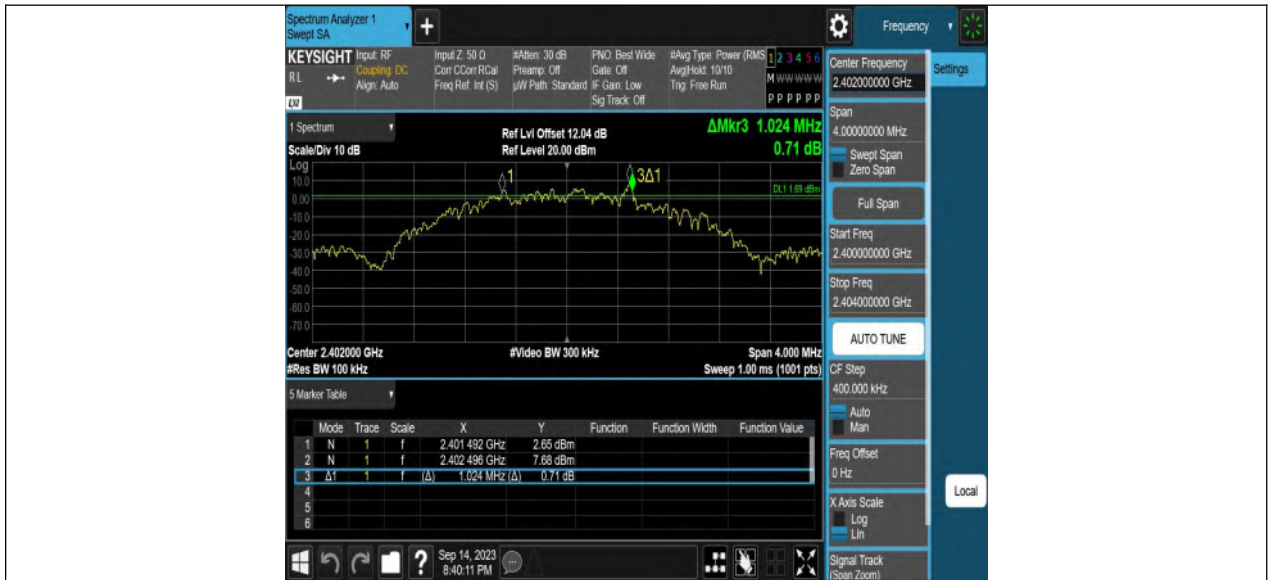 Spectrum Analyzer 1
Swept SA
+
Frequency
KEYSIGHT Input: RF Input Z: 50 Ω #Atten: 30 dB PNO: Best Wide #Avg Type: Power (RMS 1 2 3 4 5 6
RL Coupling: DC Corr CCorr RCal Preamp: Off Gate: Off Avg|Hold: 10/10 M W W W W W
Align: Auto Freq Ref: Int (S) µW Path: Standard IF Gain: Low Trig: Free Run
Sig Track: Off P P P P P P
LXI
1 Spectrum
Ref Lvl Offset 12.04 dB ΔMkr3 1.024 MHz
Scale/Div 10 dB Ref Level 20.00 dBm 0.71 dB
Log
1
3Δ1
DL1 1.69 dBm
10.0
0.00
-10.0
-20.0
-30.0
-40.0
-50.0
-60.0
-70.0
Center 2.402000 GHz #Video BW 300 kHz Span 4.000 MHz
#Res BW 100 kHz Sweep 1.00 ms (1001 pts)
5 Marker Table
Mode Trace Scale X Y Function Function Width Function Value
1 N 1 f 2.401 492 GHz 2.65 dBm
2 N 1 f 2.402 496 GHz 7.68 dBm
3 Δ1 1 f (Δ) 1.024 MHz (Δ) 0.71 dB
4
5
6
?
Sep 14, 2023
8:40:11 PM
Center Frequency
2.402000000 GHz
Settings
Span
4.00000000 MHz
Swept Span
Zero Span
Full Span
Start Freq
2.400000000 GHz
Stop Freq
2.404000000 GHz
AUTO TUNE
CF Step
400.000 kHz
Auto
Man
Freq Offset
0 Hz
Local
X Axis Scale
Log
Lin
Signal Track
(Span Zoom)